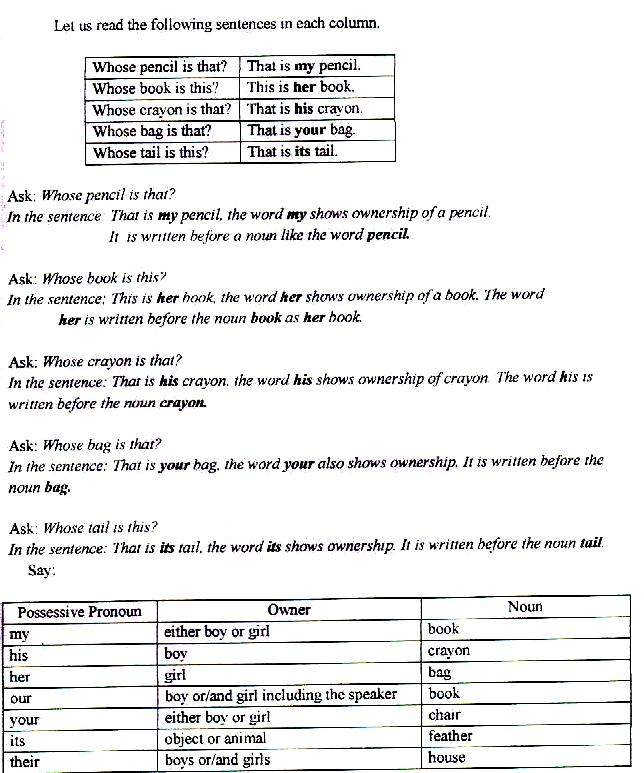 Let us read the following sentences in each column.
Whose pencil is that? That is my pencil.
Whose book is this? This is her book.
Whose crayon is that? That is his crayon.
Whose bag is that? That is your bag.
Whose tail is this? That is its tail.
Ask: Whose pencil is that?
In the sentence: That is my pencil, the word my shows ownership of a pencil.
It is written before a noun like the word pencil.
Ask: Whose book is this?
In the sentence: This is her book, the word her shows ownership of a book. The word
her is written before the noun book as her book.
Ask: Whose crayon is that?
In the sentence: That is his crayon, the word his shows ownership of crayon. The word his is
written before the noun crayon.
Ask: Whose bag is that?
In the sentence: That is your bag, the word your also shows ownership. It is written before the
noun bag.
Ask: Whose tail is this?
In the sentence: That is its tail, the word its shows ownership. It is written before the noun tail.
Say:
Possessive Pronoun Owner Noun
my either boy or girl book
his boy crayon
her girl bag
our boy or/and girl including the speaker book
your either boy or girl chair
its object or animal feather
their boys or/and girls house